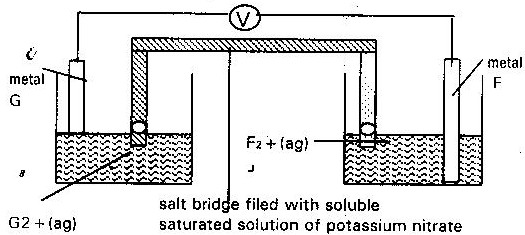 V
metal
G
metal
F
F2 + (ag)
G2 + (ag)
salt bridge filed with soluble
saturated solution of potassium nitrate